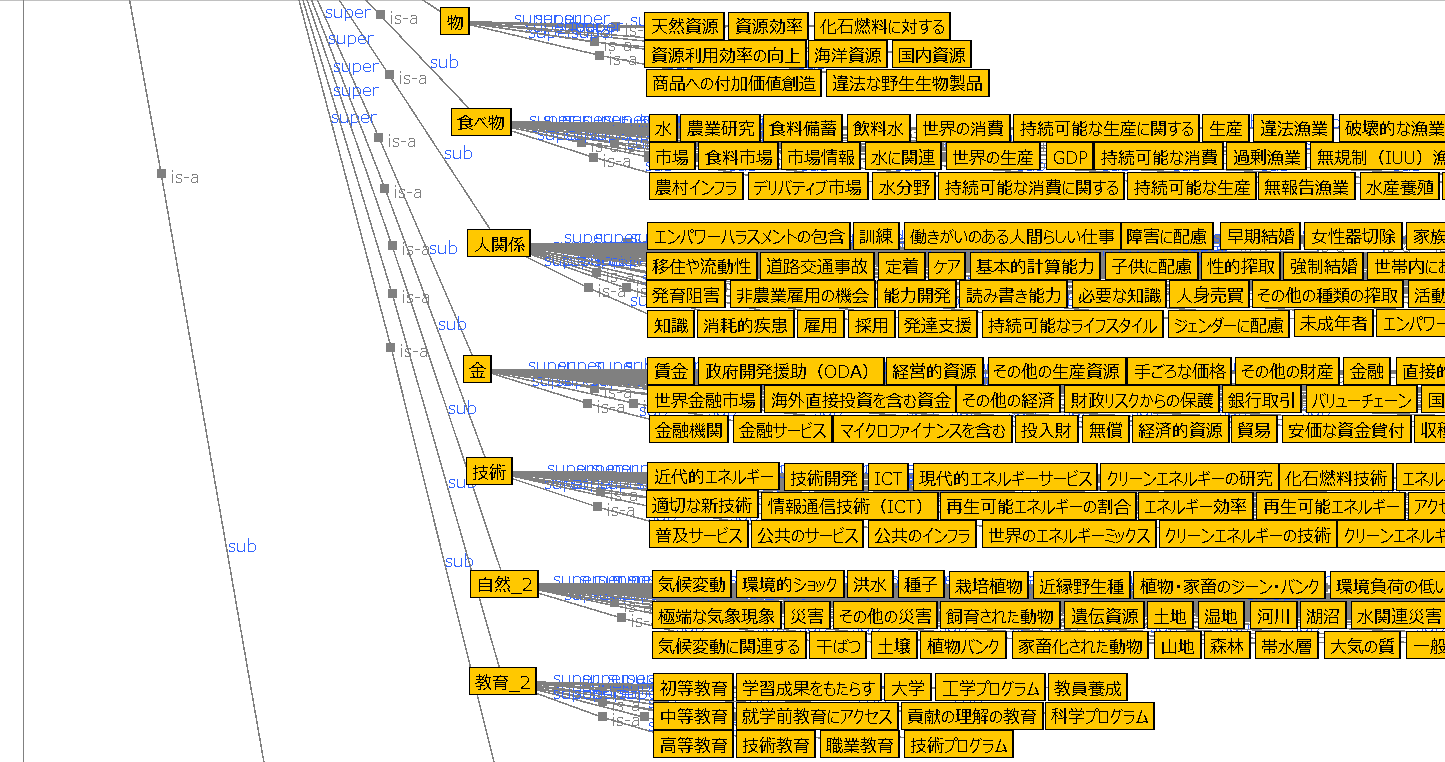 物
天然資源 資源効率 化石燃料に対する
資源利用効率の向上 海洋資源 国内資源
商品への付加価値創造 違法な野生生物製品
食べ物
水 農業研究 食料備蓄 飲料水 世界の消費 持続可能な生産に関する 生産 違法漁業 破壊的な漁業
市場 食料市場 市場情報 水に関連 世界の生産 GDP 持続可能な消費 過剰漁業 無規制（IUU）漁
農村インフラ デリバティブ市場 水分野 持続可能な消費に関する 持続可能な生産 無報告漁業 水産養殖
人関係
エンパワーハラスメントの包含 訓練 働きがいのある人間らしい仕事 障害に配慮 早期結婚 女性器切除 家族
移住や流動性 道路交通事故 定着 ケア 基本的計算能力 子供に配慮 性的搾取 強制結婚 世帯内にお
発育阻害 非農業雇用の機会 能力開発 読み書き能力 必要な知識 人身売買 その他の種類の搾取 活動
知識 消耗的疾患 雇用 採用 発達支援 持続可能なライフスタイル ジェンダーに配慮 未成年者 エンパワー
金
賃金 政府開発援助（ODA） 経営的資源 その他の生産資源 手ごろな価格 その他の財産 金融 直接的
世界金融市場 海外直接投資を含む資金 その他の経済 財政リスクからの保護 銀行取引 バリューチェーン 国
金融機関 金融サービス マイクロファイナンスを含む 投入財 無償 経済的資源 貿易 安価な資金貸付 収穫
技術
近代的エネルギー 技術開発 ICT 現代的エネルギーサービス クリーンエネルギーの研究 化石燃料技術 エネル
適切な新技術 情報通信技術（ICT） 再生可能エネルギーの割合 エネルギー効率 再生可能エネルギー アクセ
普及サービス 公共のサービス 公共のインフラ 世界のエネルギーミックス クリーンエネルギーの技術 クリーンエネルギ
自然_2
気候変動 環境的ショック 洪水 種子 栽培植物 近縁野生種 植物・家畜のジーン・バンク 環境負荷の低い
極端な気象現象 災害 その他の災害 飼育された動物 遺伝資源 土地 湿地 河川 湖沼 水関連災害
気候変動に関連する 干ばつ 土壌 植物バンク 家畜化された動物 山地 森林 帯水層 大気の質 一般
教育_2
初等教育 学習成果をもたらす 大学 工学プログラム 教員養成
中等教育 就学前教育にアクセス 貢献の理解の教育 科学プログラム
高等教育 技術教育 職業教育 技術プログラム
super
super
super
super
super
is-a
is-a
is-a
is-a
is-a
is-a
is-a
is-a
sub
sub
sub
sub
sub
sub
sub
sub